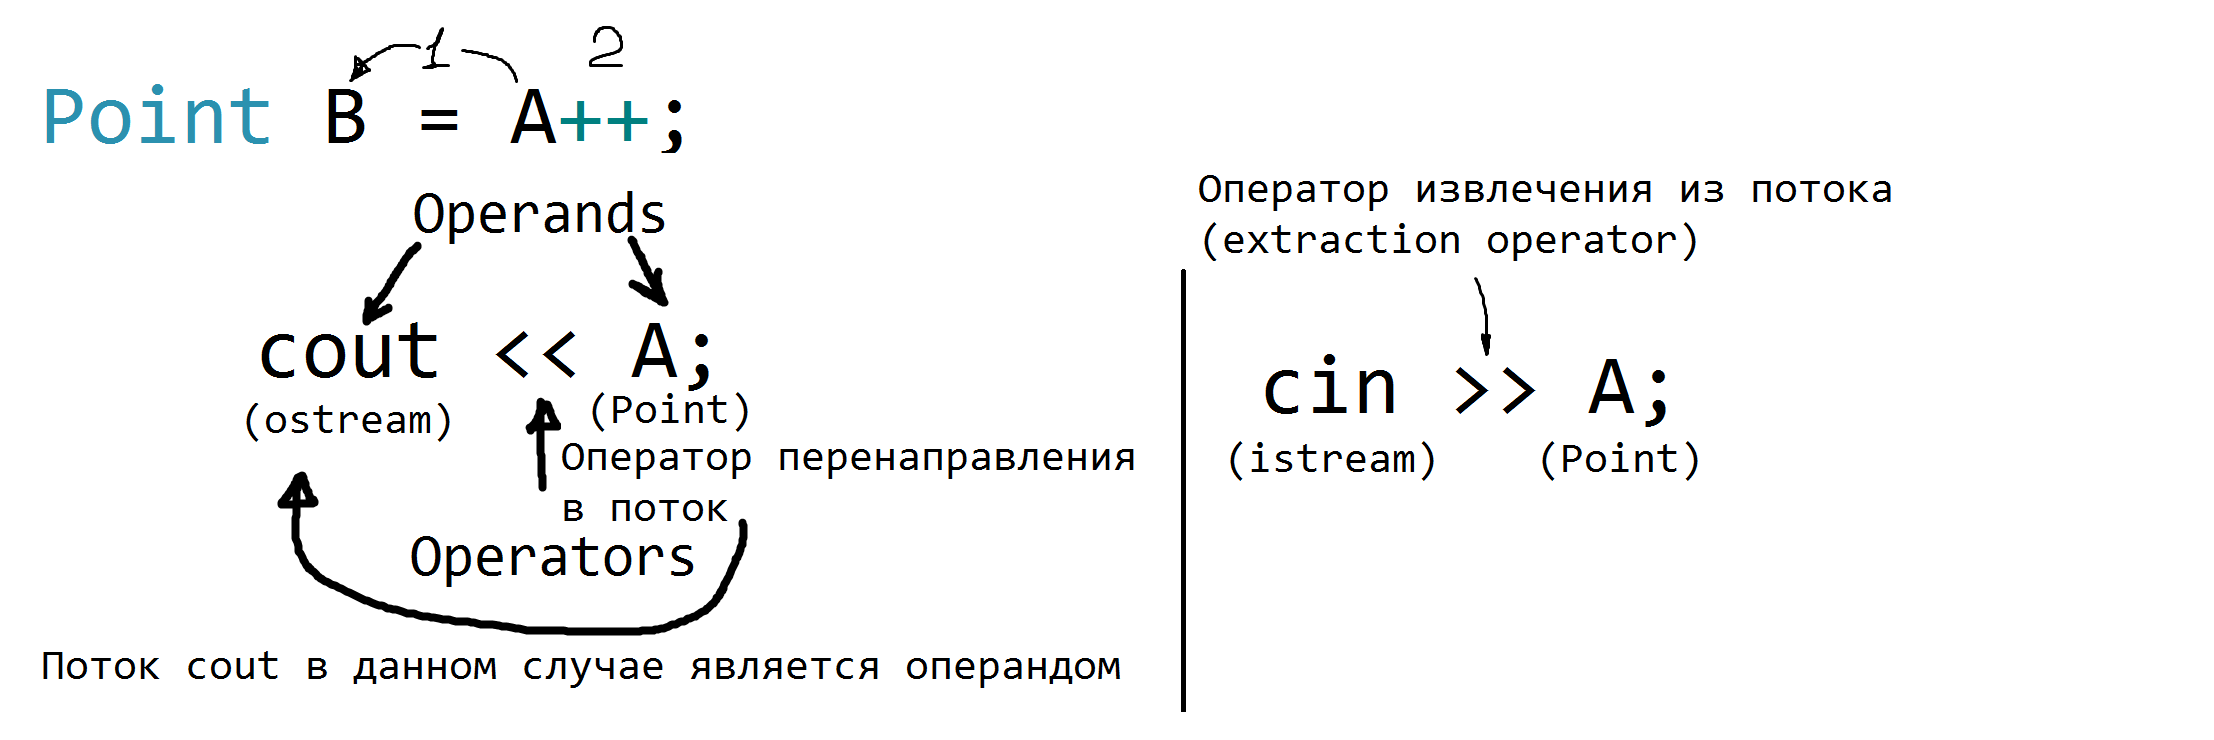 1 2
Point B = A++;
Operands
cout << A;
(ostream) (Point)
Оператор перенаправления
в поток
Operators
Поток cout в данном случае является операндом
Оператор извлечения из потока
(extraction operator)
cin >> A;
(istream) (Point)